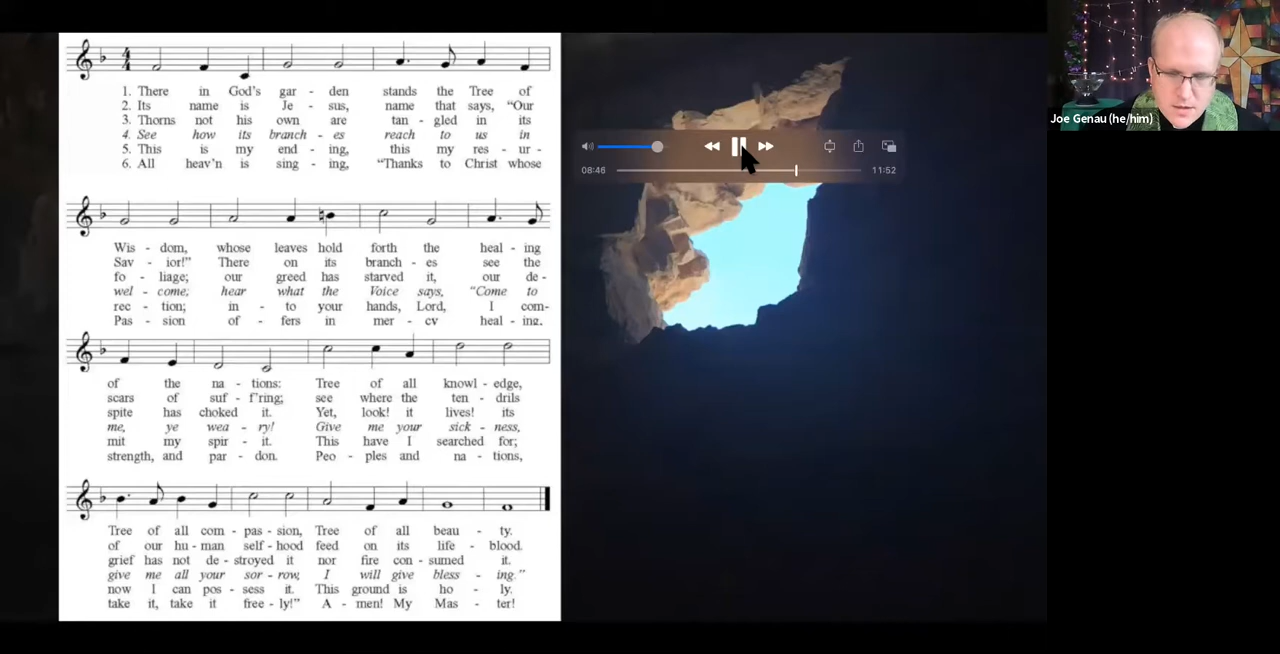 1. There in God's gar - den stands the Tree of
2. Its name is Je - sus, name that says, “Our
3. Thorns not his own are tan - gled in its
4. See how its branch - es reach to us in
5. This is my end - ing, this my res - ur -
6. All heav'n is sing - ing, “Thanks to Christ whose
Wis - dom, whose leaves hold forth the heal - ing
Sav - ior!” There on its branch - es see the
fo - liage; our greed has starved it, our de -
wel - come; hear what the Voice says, “Come to
rec - tion; in - to your hands, Lord, I com-
Pas - sion of - fers in mer - cy heal - ing,
of the na - tions: Tree of all knowl - edge,
scars of suf - f'ring; see where the ten - drils
spite has choked it. Yet, look! it lives! its
me, ye wea - ry! Give me your sick - ness,
mit my spir - it. This have I searched for;
strength, and par - don. Peo - ples and na - tions,
Tree of all com - pas - sion, Tree of all beau - ty.
of our hu - man self - hood feed on its life - blood.
grief has not de - stroyed it nor fire con - sumed it.
give me all your sor - row, I will give bless - ing.”
now I can pos - sess it. This ground is ho - ly.
take it, take it free - ly!” A - men! My Mas - ter!
08:46
11:52
Joe Genau (he/him)